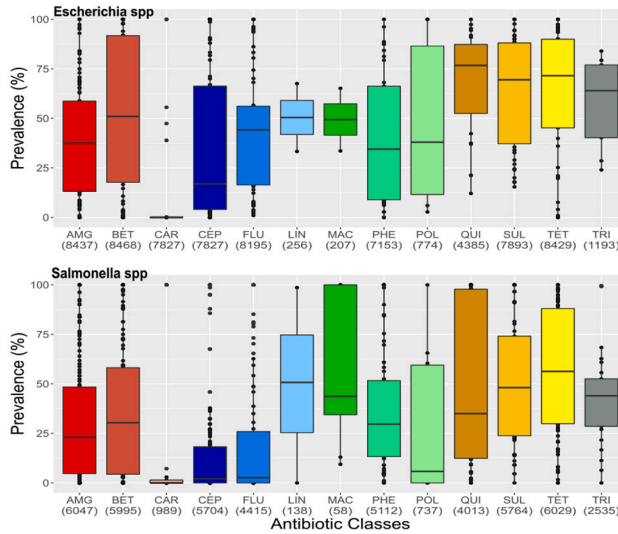 Escherichia spp
Prevalence (%)
100
75
50
25
0
AMG BET CAR CEP FLU LIN MAC PHE POL QUI SUL TET TRI
(8437) (8468) (7827) (7827) (8195) (256) (207) (7153) (774) (4385) (7893) (8429) (1193)
Salmonella spp
Prevalence (%)
100
75
50
25
0
AMG BET CAR CEP FLU LIN MAC PHE POL QUI SUL TET TRI
(6047) (5995) (989) (5704) (4415) (138) (58) (5112) (737) (4013) (5764) (6029) (2535)
Antibiotic Classes